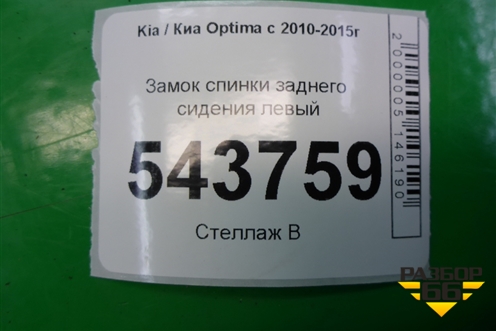 Kia / Киа Optima с 2010-2015г
Замок спинки заднего
сидения левый
543759
Стеллаж В
2000005146190
РАЗБОР
66